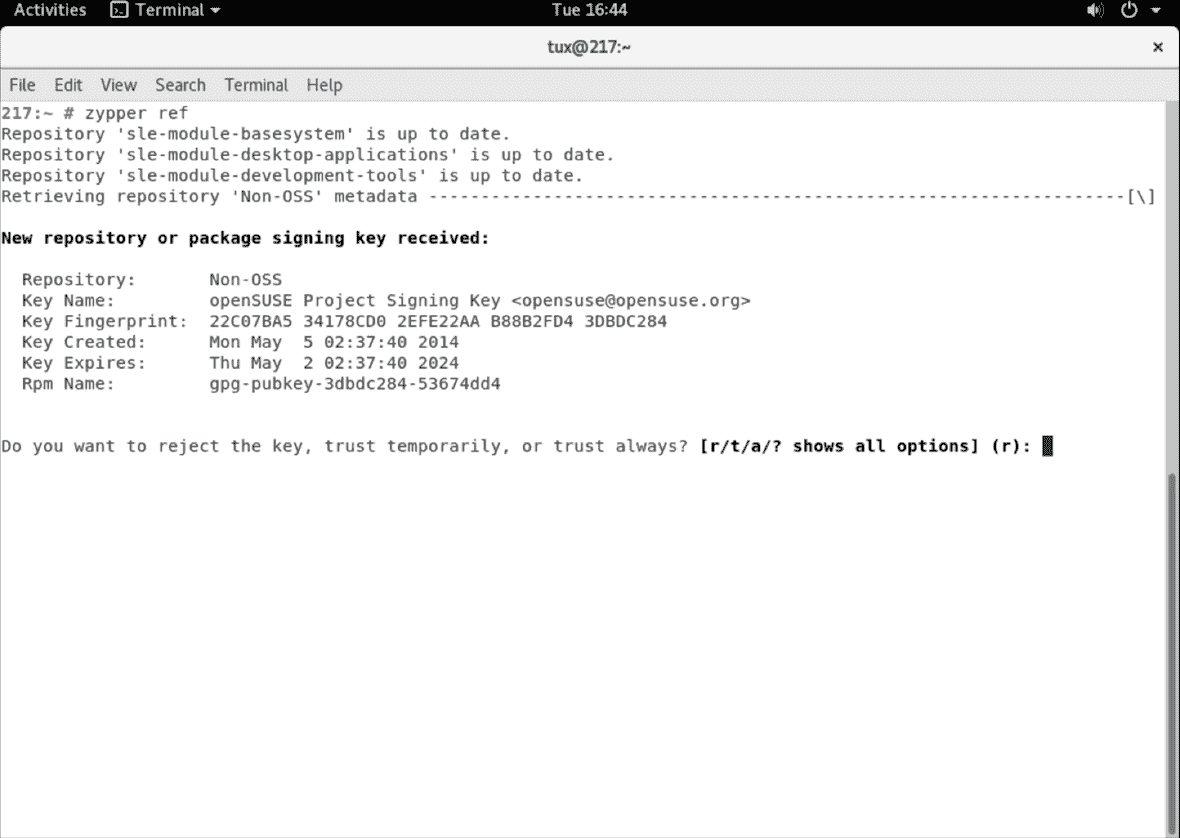 Activities Terminal Tue 16:44
tux@217:~
File Edit View Search Terminal Help
217:~ # zypper ref
Repository 'sle-module-basesystem' is up to date.
Repository 'sle-module-desktop-applications' is up to date.
Repository 'sle-module-development-tools' is up to date.
Retrieving repository 'Non-OSS' metadata -------------------------------------------------------------------[\]
New repository or package signing key received:
Repository: Non-OSS
Key Name: openSUSE Project Signing Key <opensuse@opensuse.org>
Key Fingerprint: 22C07BA5 34178CD0 2EFE22AA B88B2FD4 3DBDC284
Key Created: Mon May  5 02:37:40 2014
Key Expires: Thu May  2 02:37:40 2024
Rpm Name: gpg-pubkey-3dbdc284-53674dd4
Do you want to reject the key, trust temporarily, or trust always? [r/t/a/? shows all options] (r):